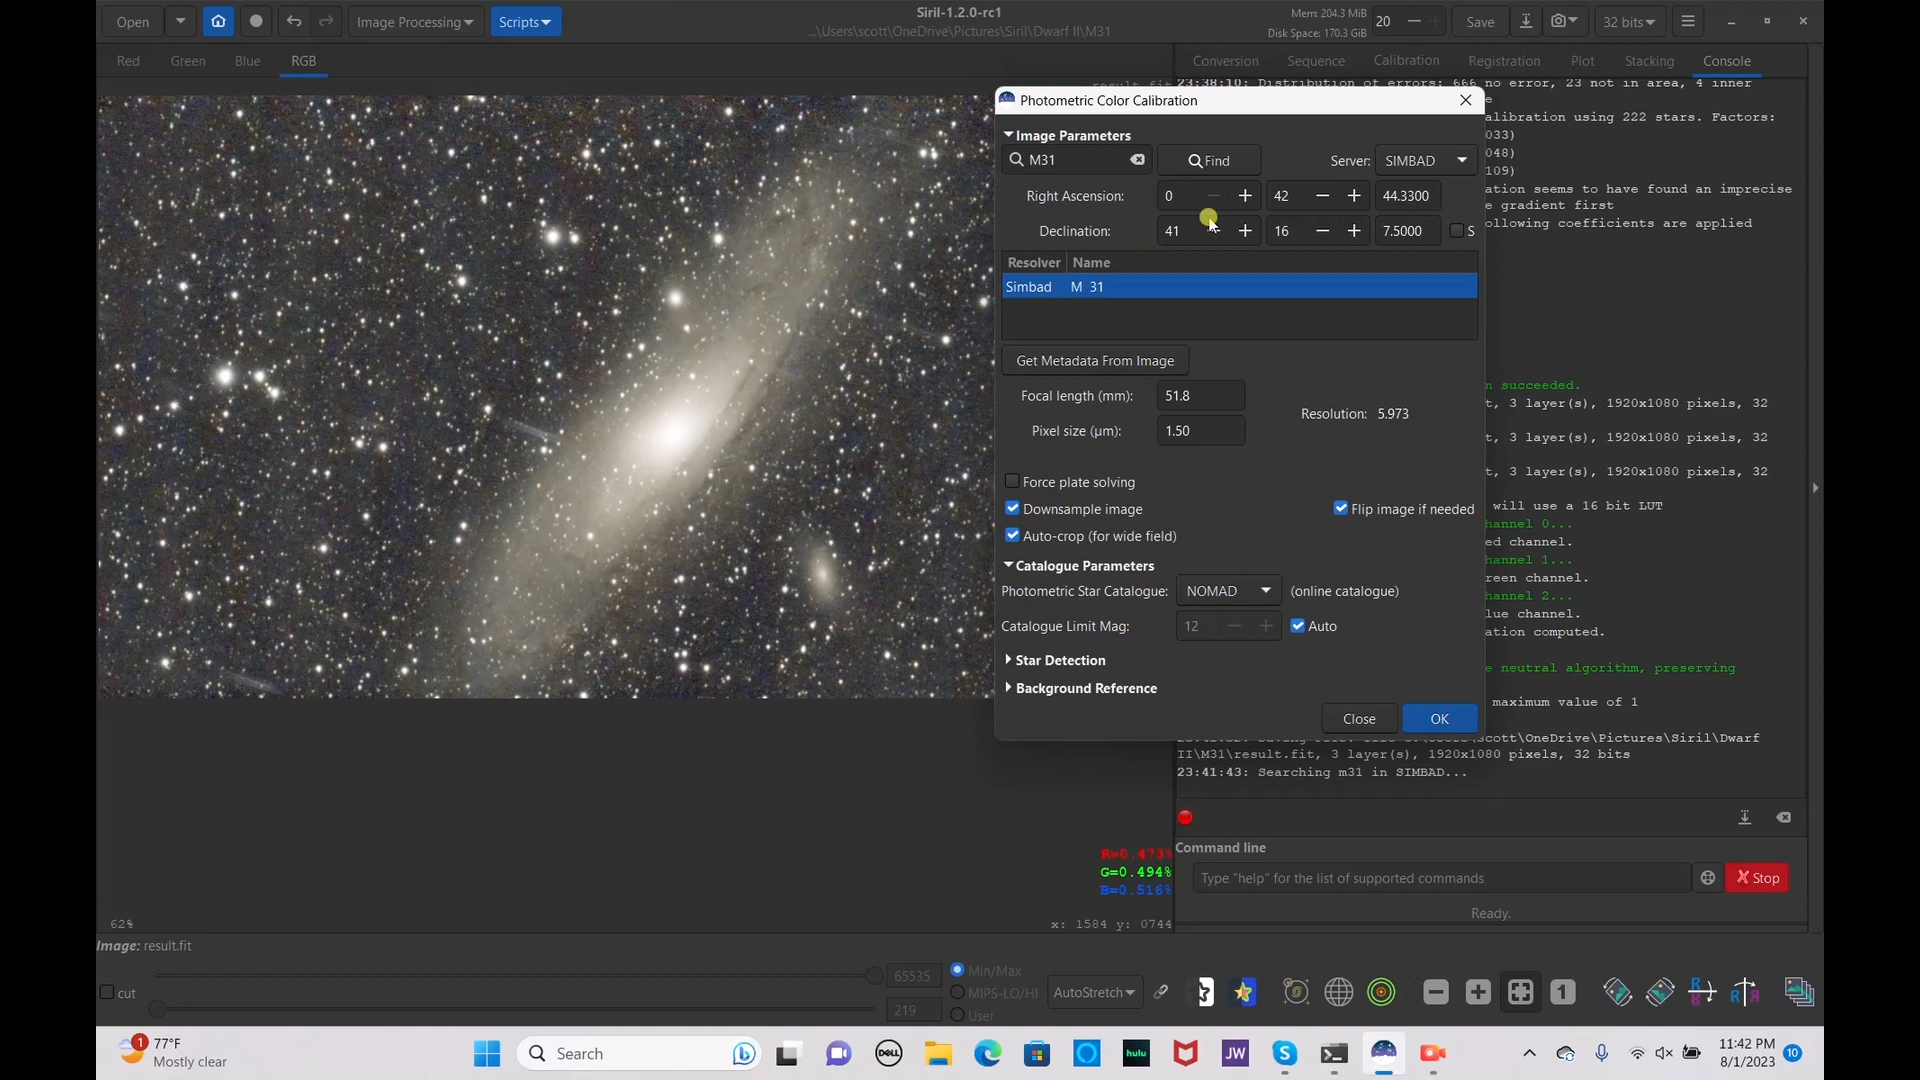 Open
Image Processing
Scripts
Siril-1.2.0-rc1
...\Users\scott\OneDrive\Pictures\Siril\Dwarf II\M31
Mem: 204.3 MiB
Disk Space: 170.3 GiB
20
Save
32 bits
Red Green Blue RGB
Conversion Sequence Calibration Registration Plot Stacking Console
result.fit
23:38:10: Distribution of errors: 666 no error, 23 not in area, 4 inner
Photometric Color Calibration
e
Image Parameters
alibration using 222 stars. Factors:
033)
M31 Find Server: SIMBAD
048)
109)
Right Ascension: 0 42 44.3300
ation seems to have found an imprecise
e gradient first
Declination: 41 16 7.5000 S
ollowing coefficients are applied
Resolver Name
Simbad M 31
Get Metadata From Image
n succeeded.
Focal length (mm): 51.8
t, 3 layer(s), 1920x1080 pixels, 32
Resolution: 5.973
Pixel size (µm): 1.50
t, 3 layer(s), 1920x1080 pixels, 32
t, 3 layer(s), 1920x1080 pixels, 32
Force plate solving
will use a 16 bit LUT
Downsample image Flip image if needed
hannel 0...
ed channel.
Auto-crop (for wide field)
hannel 1...
Catalogue Parameters
reen channel.
Photometric Star Catalogue: NOMAD (online catalogue)
hannel 2...
lue channel.
Catalogue Limit Mag: 12 Auto
ation computed.
Star Detection
e neutral algorithm, preserving
Background Reference
maximum value of 1
Close OK
scott\OneDrive\Pictures\Siril\Dwarf
II\M31\result.fit, 3 layer(s), 1920x1080 pixels, 32 bits
23:41:43: Searching m31 in SIMBAD...
Command line
R=0.473%
G=0.494%
B=0.516%
Type "help" for the list of supported commands
Stop
Ready.
62%
x: 1584 y: 0744
Image: result.fit
cut
65535
219
Min/Max
MIPS-LO/HI
User
AutoStretch
1
1
77°F
Mostly clear
Search
DELL
hulu
JW
11:42 PM
8/1/2023
10